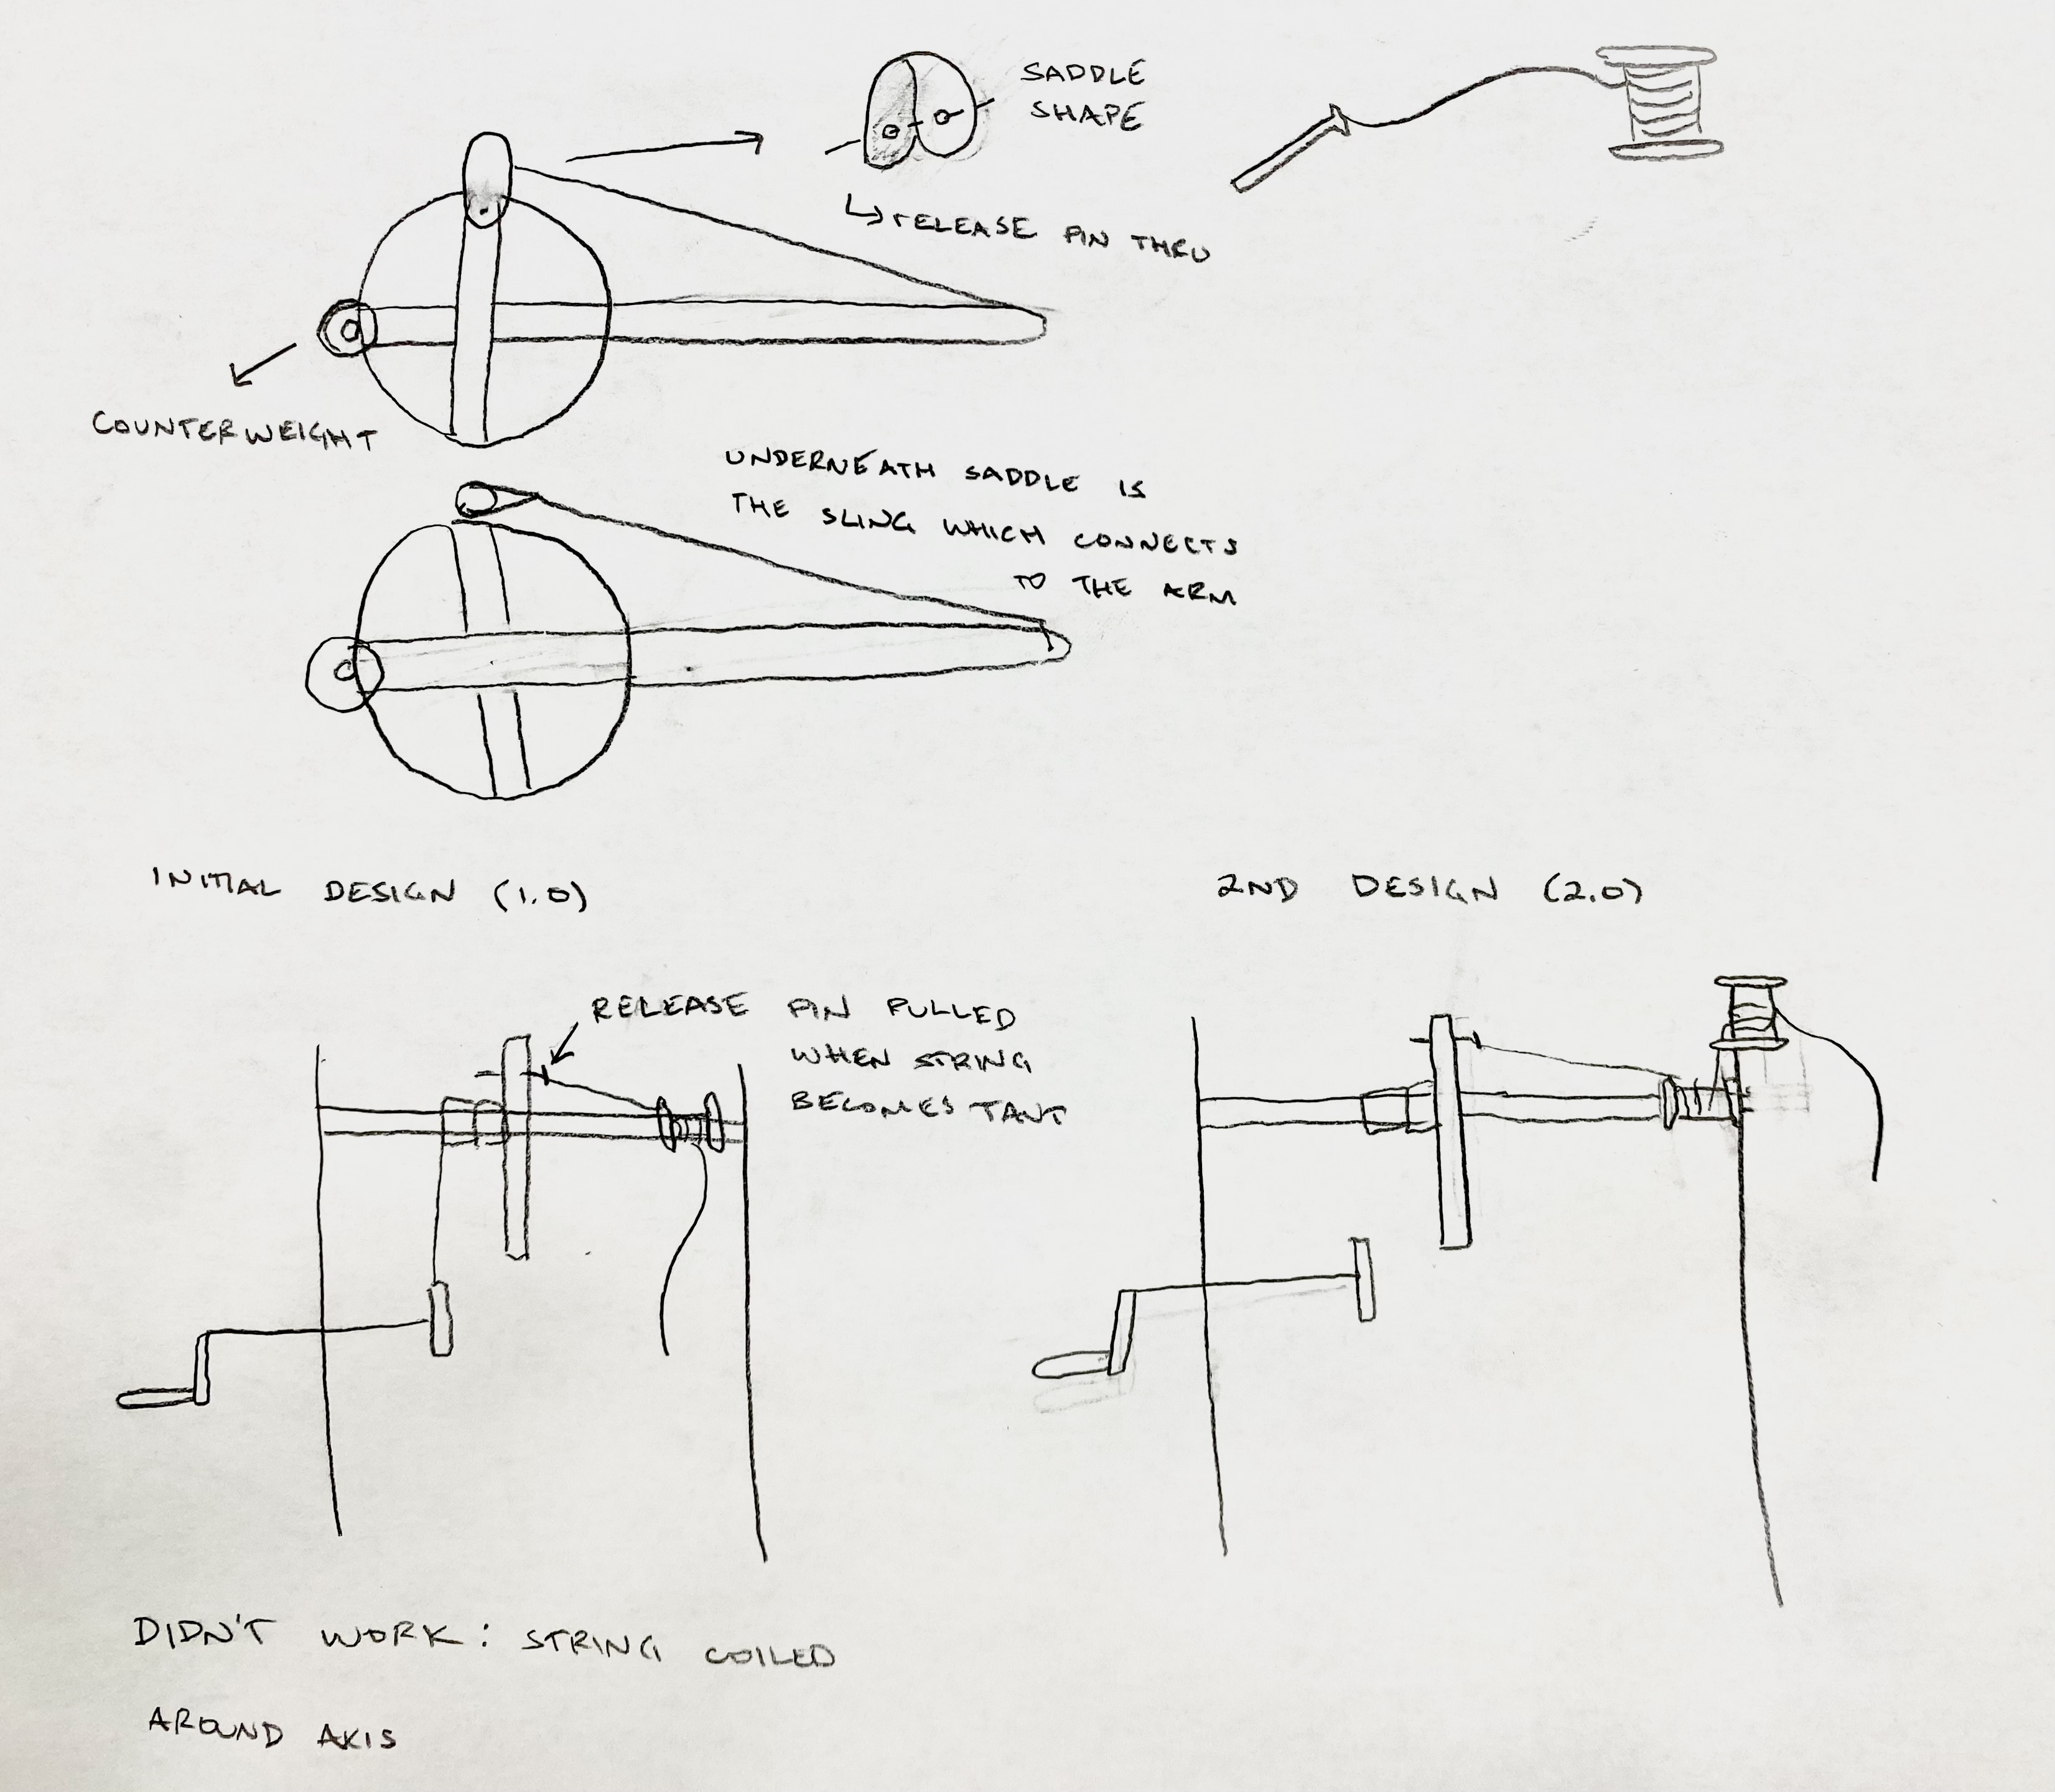 SADDLE
SHAPE
↳ RELEASE PIN THRU
COUNTERWEIGHT
UNDERNEATH SADDLE IS
THE SLING WHICH CONNECTS
TO THE ARM
INITIAL DESIGN (1.0)
2ND DESIGN (2.0)
RELEASE PIN PULLED
WHEN STRING
BECOMES TAUT
DIDN'T WORK: STRING COILED
AROUND AXIS